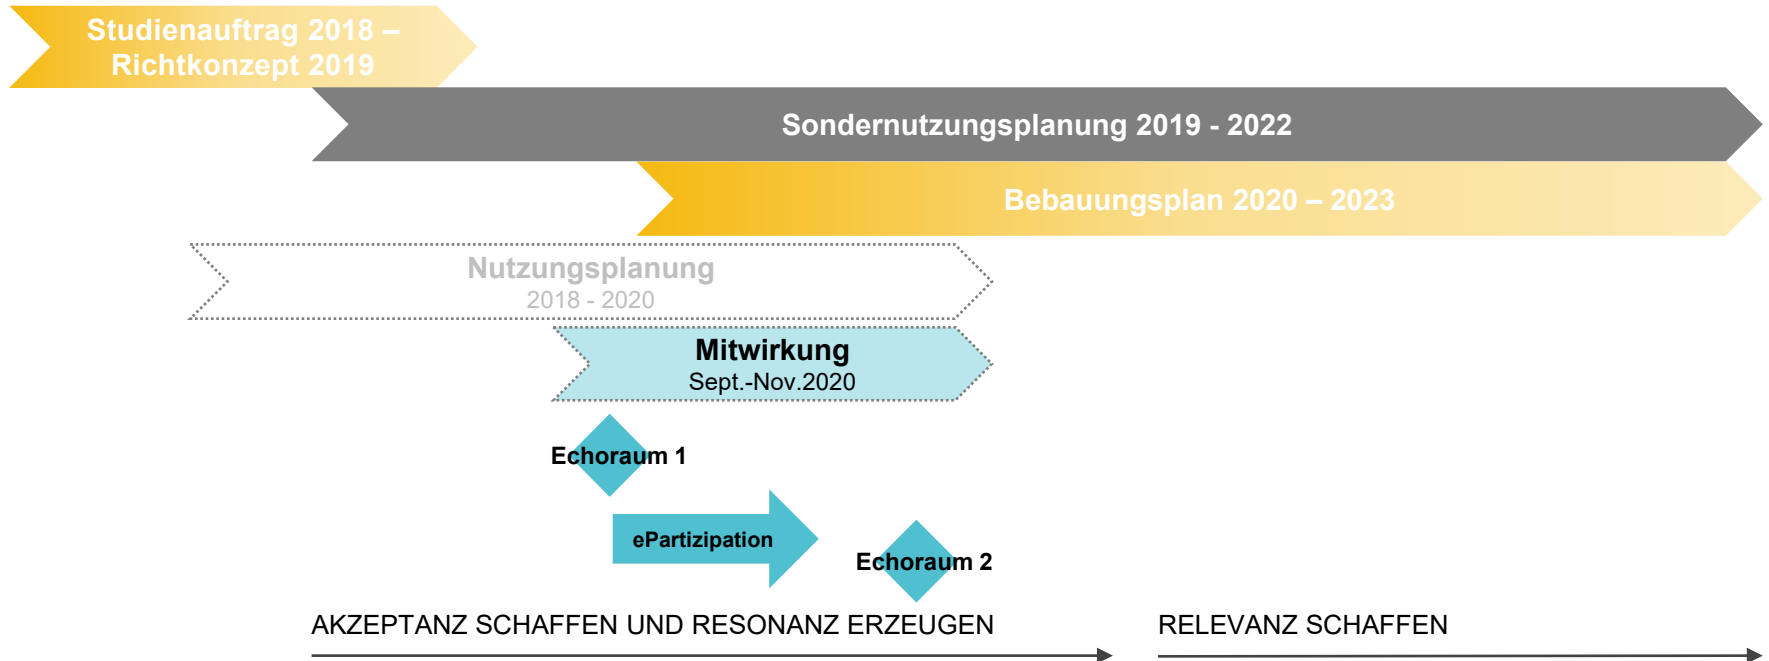 Studienauftrag 2018 –
Richtkonzept 2019
Sondernutzungsplanung 2019 - 2022
Bebauungsplan 2020 – 2023
Nutzungsplanung
2018 - 2020
Mitwirkung
Sept.-Nov.2020
Echoraum 1
ePartizipation
Echoraum 2
AKZEPTANZ SCHAFFEN UND RESONANZ ERZEUGEN
RELEVANZ SCHAFFEN